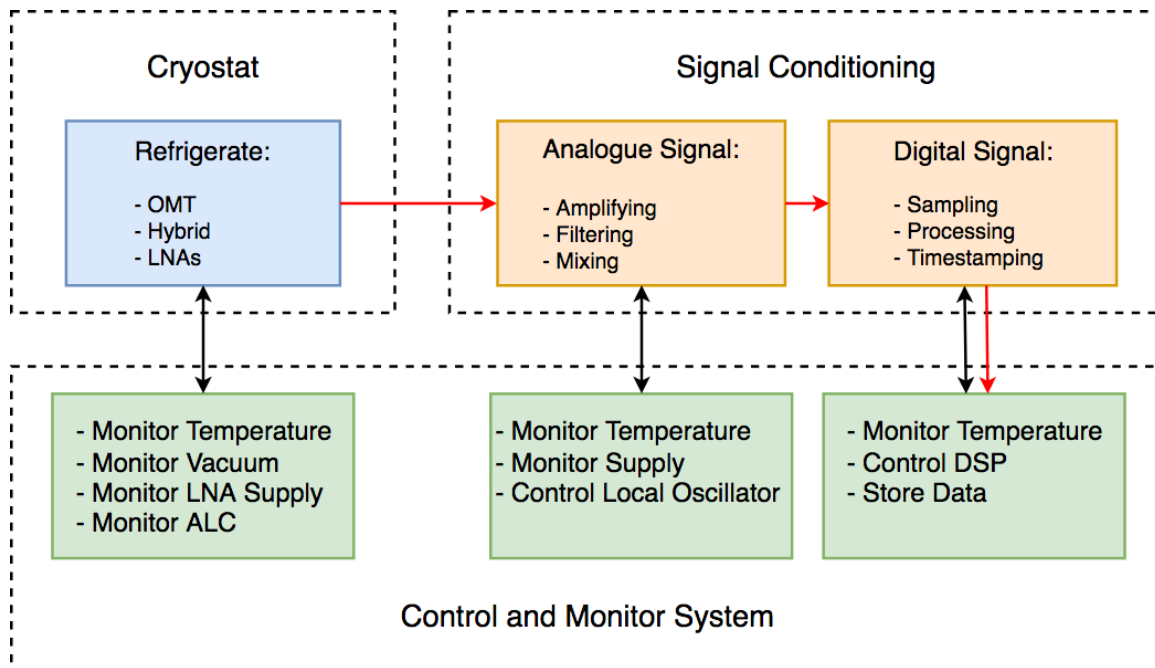 Cryostat
Signal Conditioning
Refrigerate:
- OMT
- Hybrid
- LNAs
Analogue Signal:
- Amplifying
- Filtering
- Mixing
Digital Signal:
- Sampling
- Processing
- Timestamping
- Monitor Temperature
- Monitor Vacuum
- Monitor LNA Supply
- Monitor ALC
- Monitor Temperature
- Monitor Supply
- Control Local Oscillator
- Monitor Temperature
- Control DSP
- Store Data
Control and Monitor System